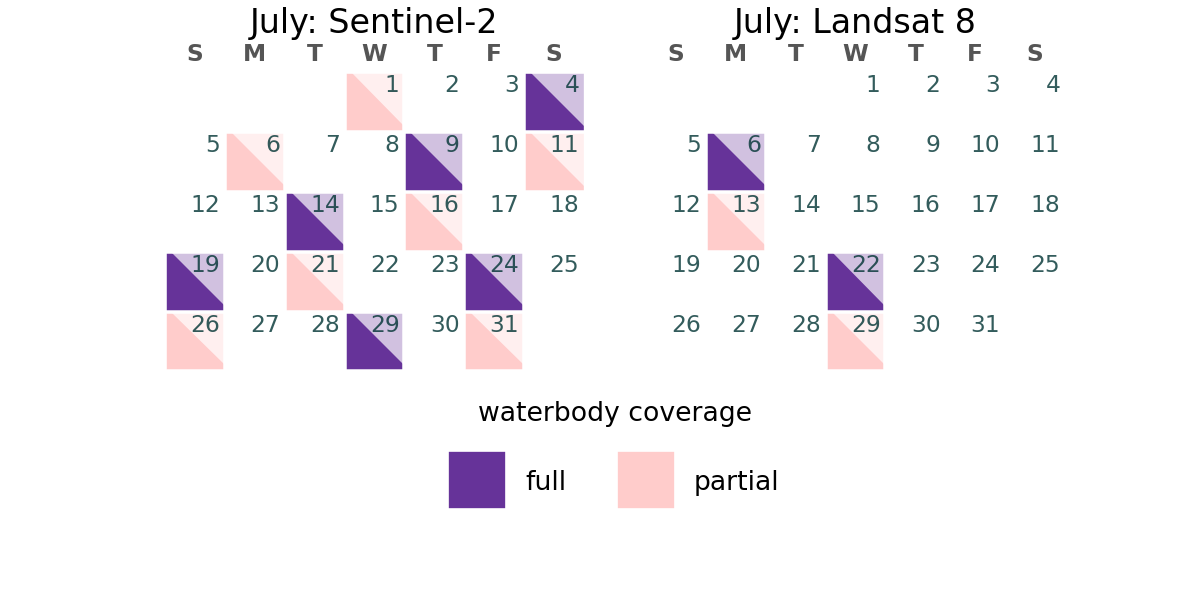 July: Sentinel-2
S M T W T F S
1 2 3 4
5 6 7 8 9 10 11
12 13 14 15 16 17 18
19 20 21 22 23 24 25
26 27 28 29 30 31
July: Landsat 8
S M T W T F S
1 2 3 4
5 6 7 8 9 10 11
12 13 14 15 16 17 18
19 20 21 22 23 24 25
26 27 28 29 30 31
waterbody coverage
full partial